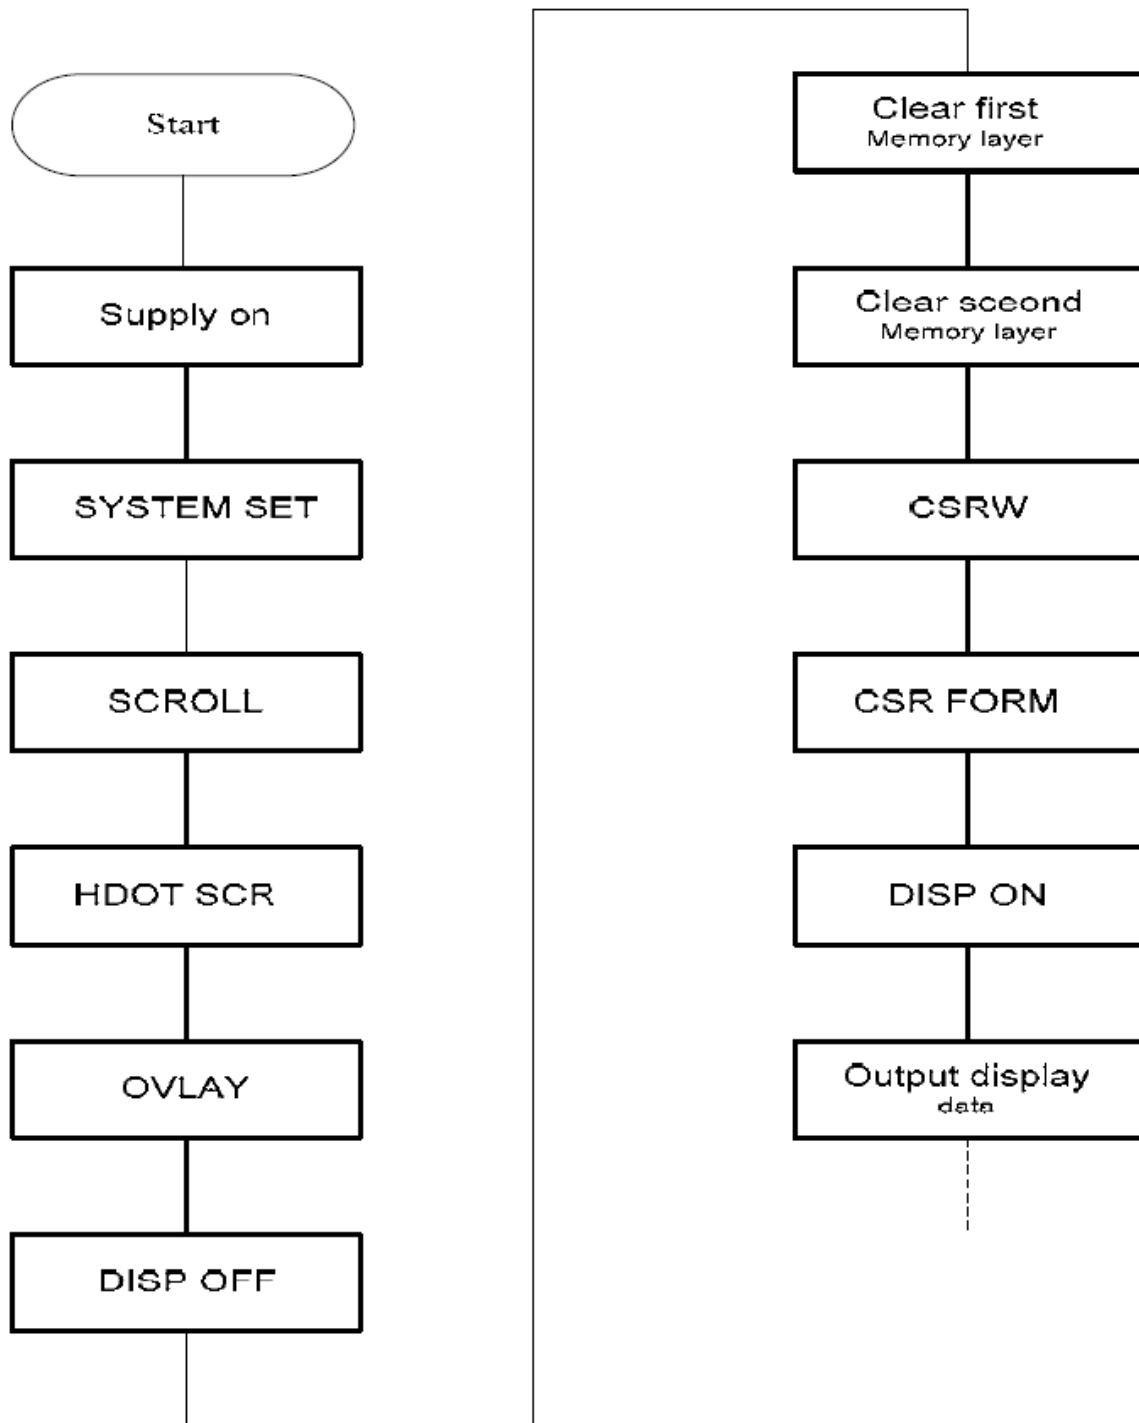 Start
Supply on
SYSTEM SET
SCROLL
HDOT SCR
OVLAY
DISP OFF
Clear first
Memory layer
Clear sceond
Memory layer
CSRW
CSR FORM
DISP ON
Output display
data